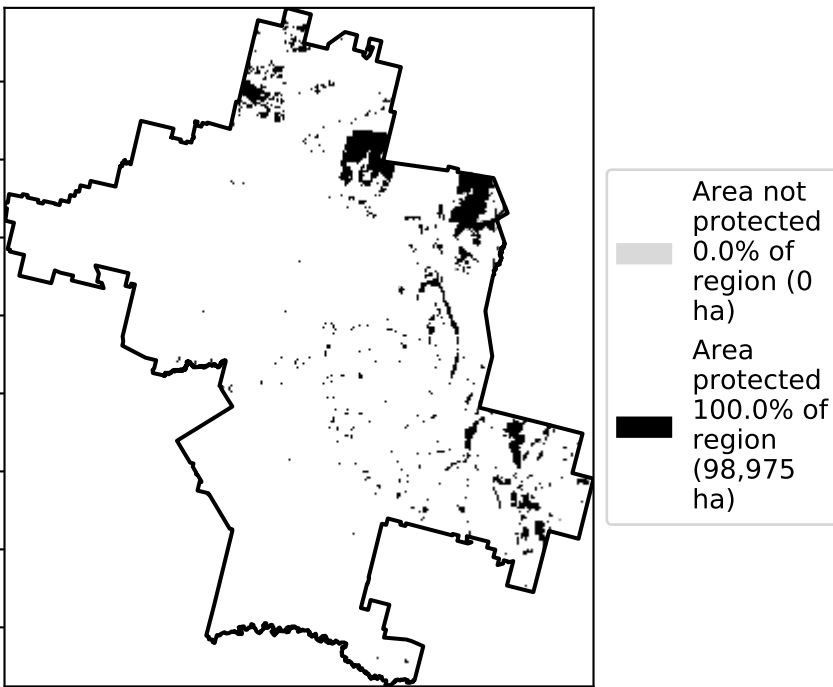 Area not
protected
0.0% of
region (0
ha)
Area
protected
100.0% of
region
(98,975
ha)